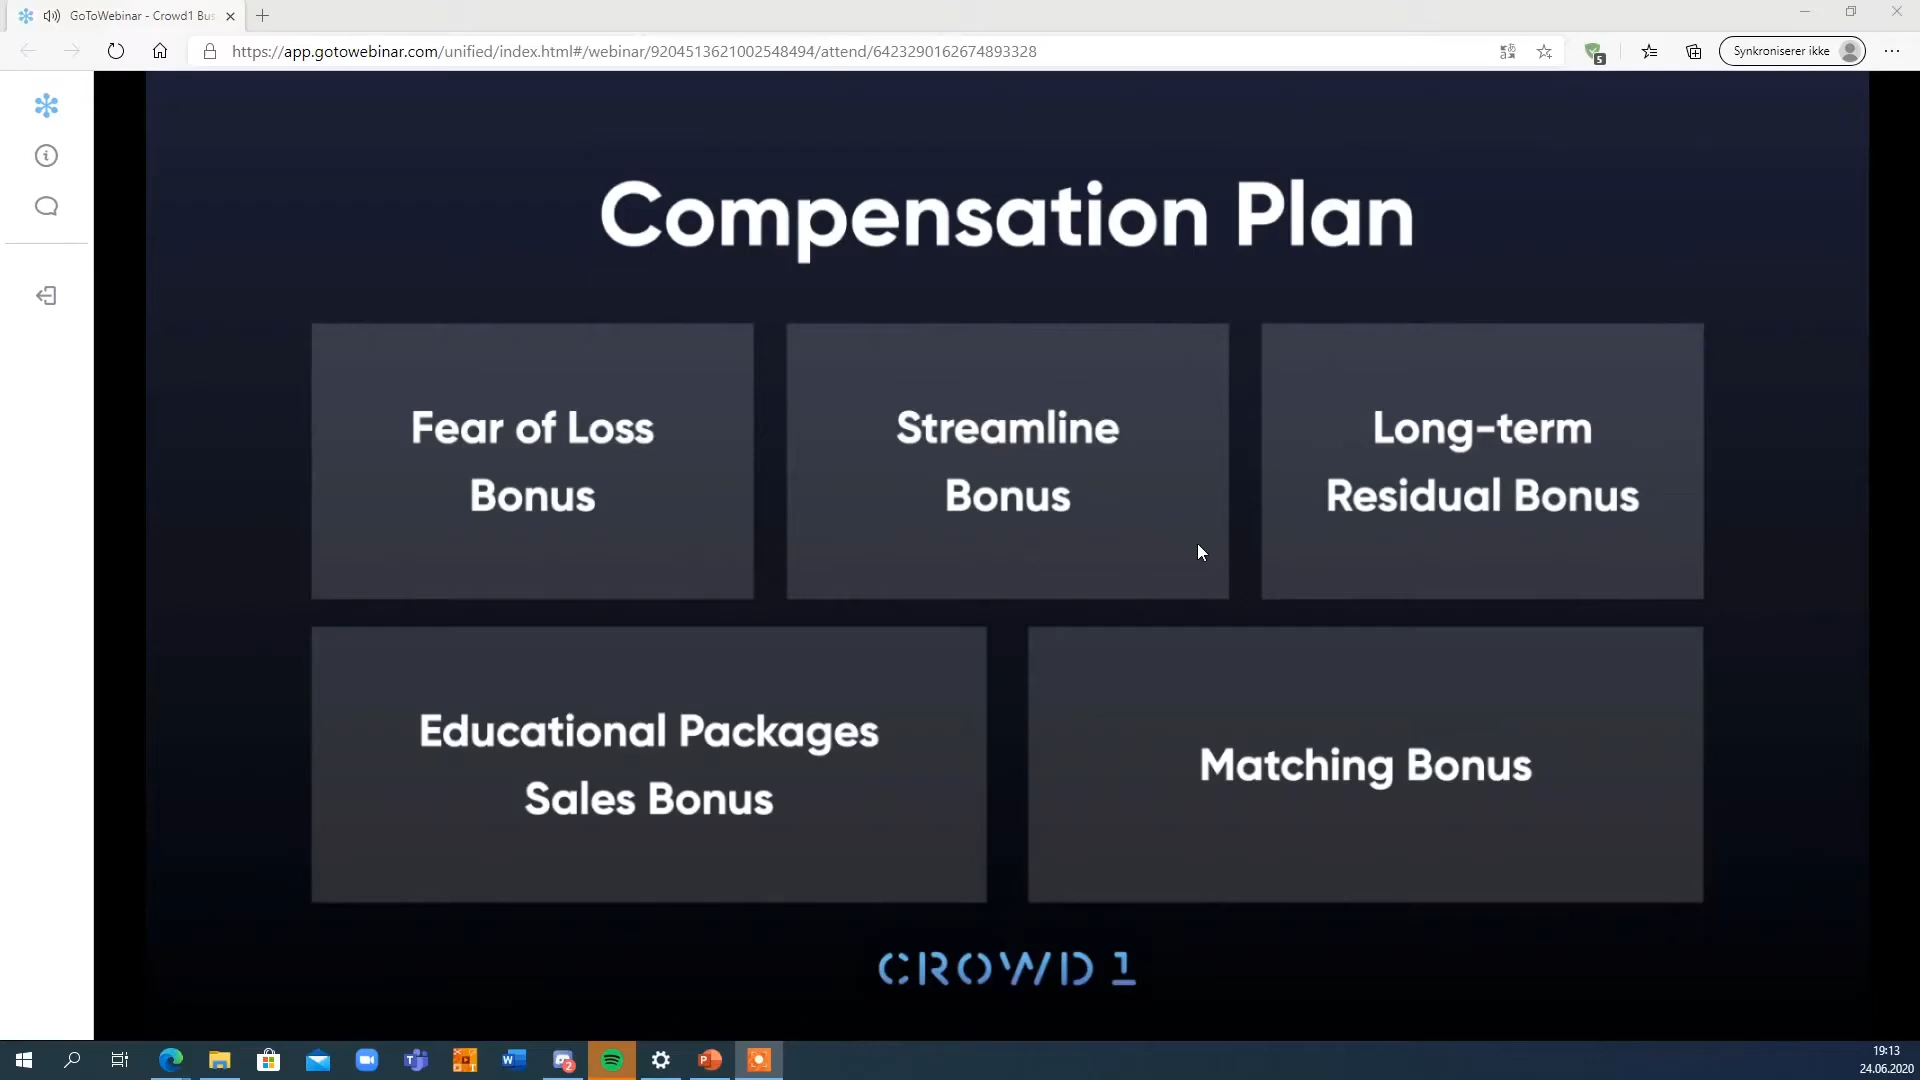 GoToWebinar - Crowd1 Bus
https://app.gotowebinar.com/unified/index.html#/webinar/9204513621002548494/attend/6423290162674893328
5
Synkroniserer ikke
Compensation Plan
Fear of Loss
Bonus
Streamline
Bonus
Long-term
Residual Bonus
Educational Packages
Sales Bonus
Matching Bonus
CROWD 1
2
19:13
24.06.2020